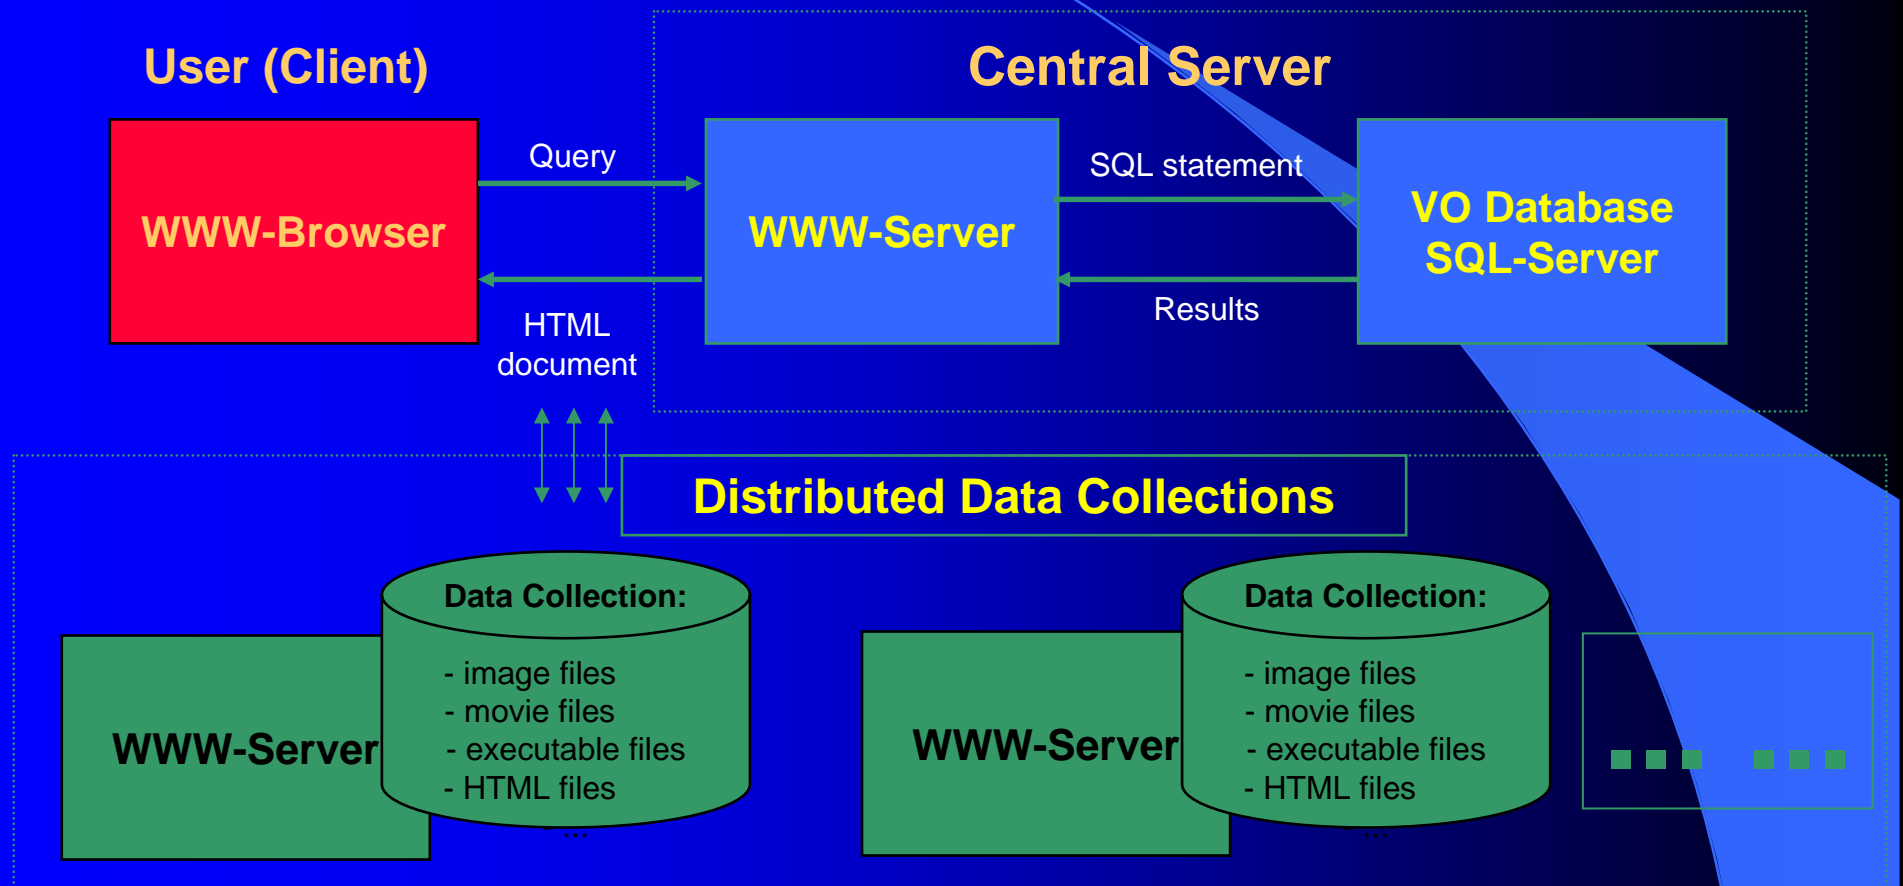 User (Client)
Central Server
WWW-Browser
Query
HTML
document
WWW-Server
SQL statement
Results
VO Database
SQL-Server
Distributed Data Collections
WWW-Server
Data Collection:
- image files
- movie files
- executable files
- HTML files
- ...
WWW-Server
Data Collection:
- image files
- movie files
- executable files
- HTML files
- ...